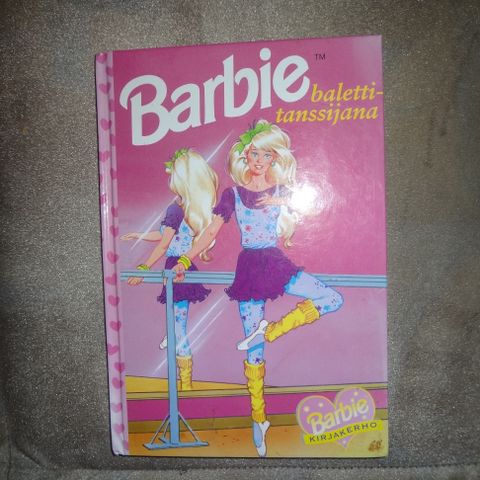 Barbie™
baletti-
tanssijana
Barbie
KIRJAKERHO